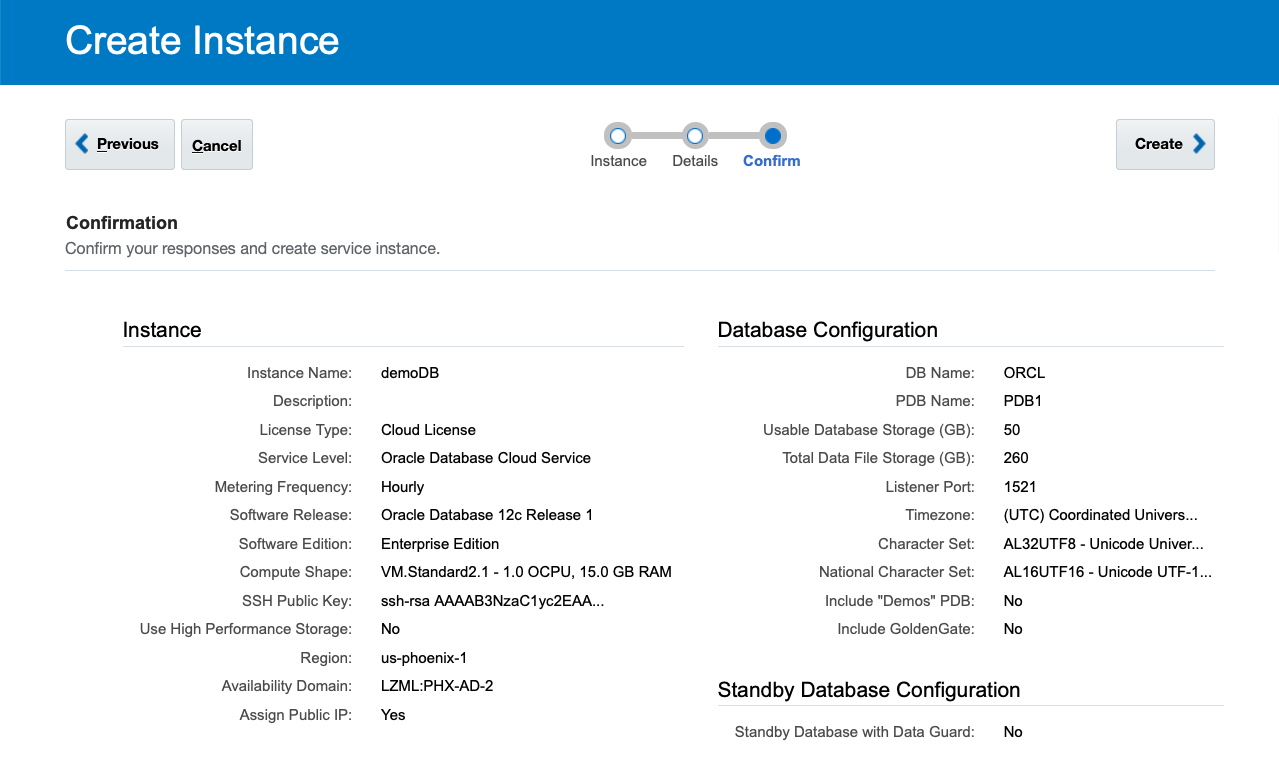 Create Instance
Previous
Cancel
Instance
Details
Confirm
Create
Confirmation
Confirm your responses and create service instance.
Instance
Instance Name: demoDB
Description:
License Type: Cloud License
Service Level: Oracle Database Cloud Service
Metering Frequency: Hourly
Software Release: Oracle Database 12c Release 1
Software Edition: Enterprise Edition
Compute Shape: VM.Standard2.1 - 1.0 OCPU, 15.0 GB RAM
SSH Public Key: ssh-rsa AAAAB3NzaC1yc2EAA...
Use High Performance Storage: No
Region: us-phoenix-1
Availability Domain: LZML:PHX-AD-2
Assign Public IP: Yes
Database Configuration
DB Name: ORCL
PDB Name: PDB1
Usable Database Storage (GB): 50
Total Data File Storage (GB): 260
Listener Port: 1521
Timezone: (UTC) Coordinated Univers...
Character Set: AL32UTF8 - Unicode Univer...
National Character Set: AL16UTF16 - Unicode UTF-1...
Include "Demos" PDB: No
Include GoldenGate: No
Standby Database Configuration
Standby Database with Data Guard: No